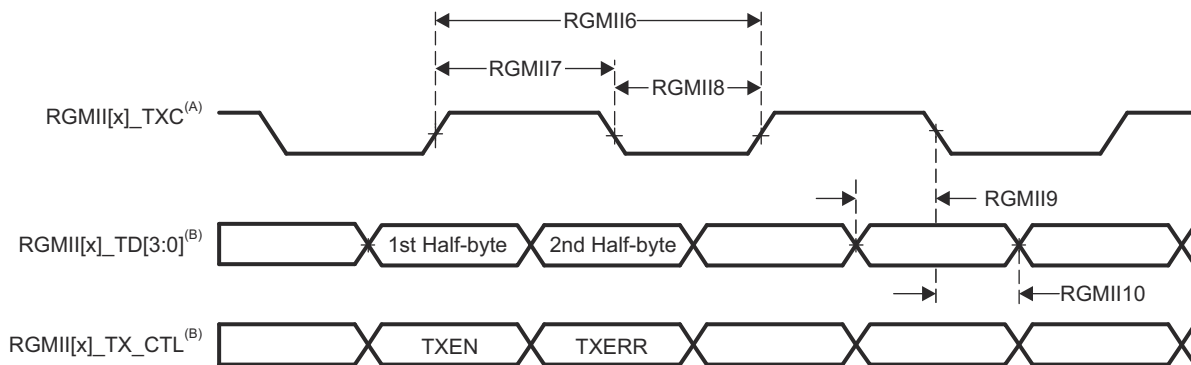 RGMII6
RGMII7
RGMII8
RGMII[x]_TXC(A)
RGMII9
RGMII[x]_TD[3:0](B)
1st Half-byte
2nd Half-byte
RGMII10
RGMII[x]_TX_CTL(B)
TXEN
TXERR